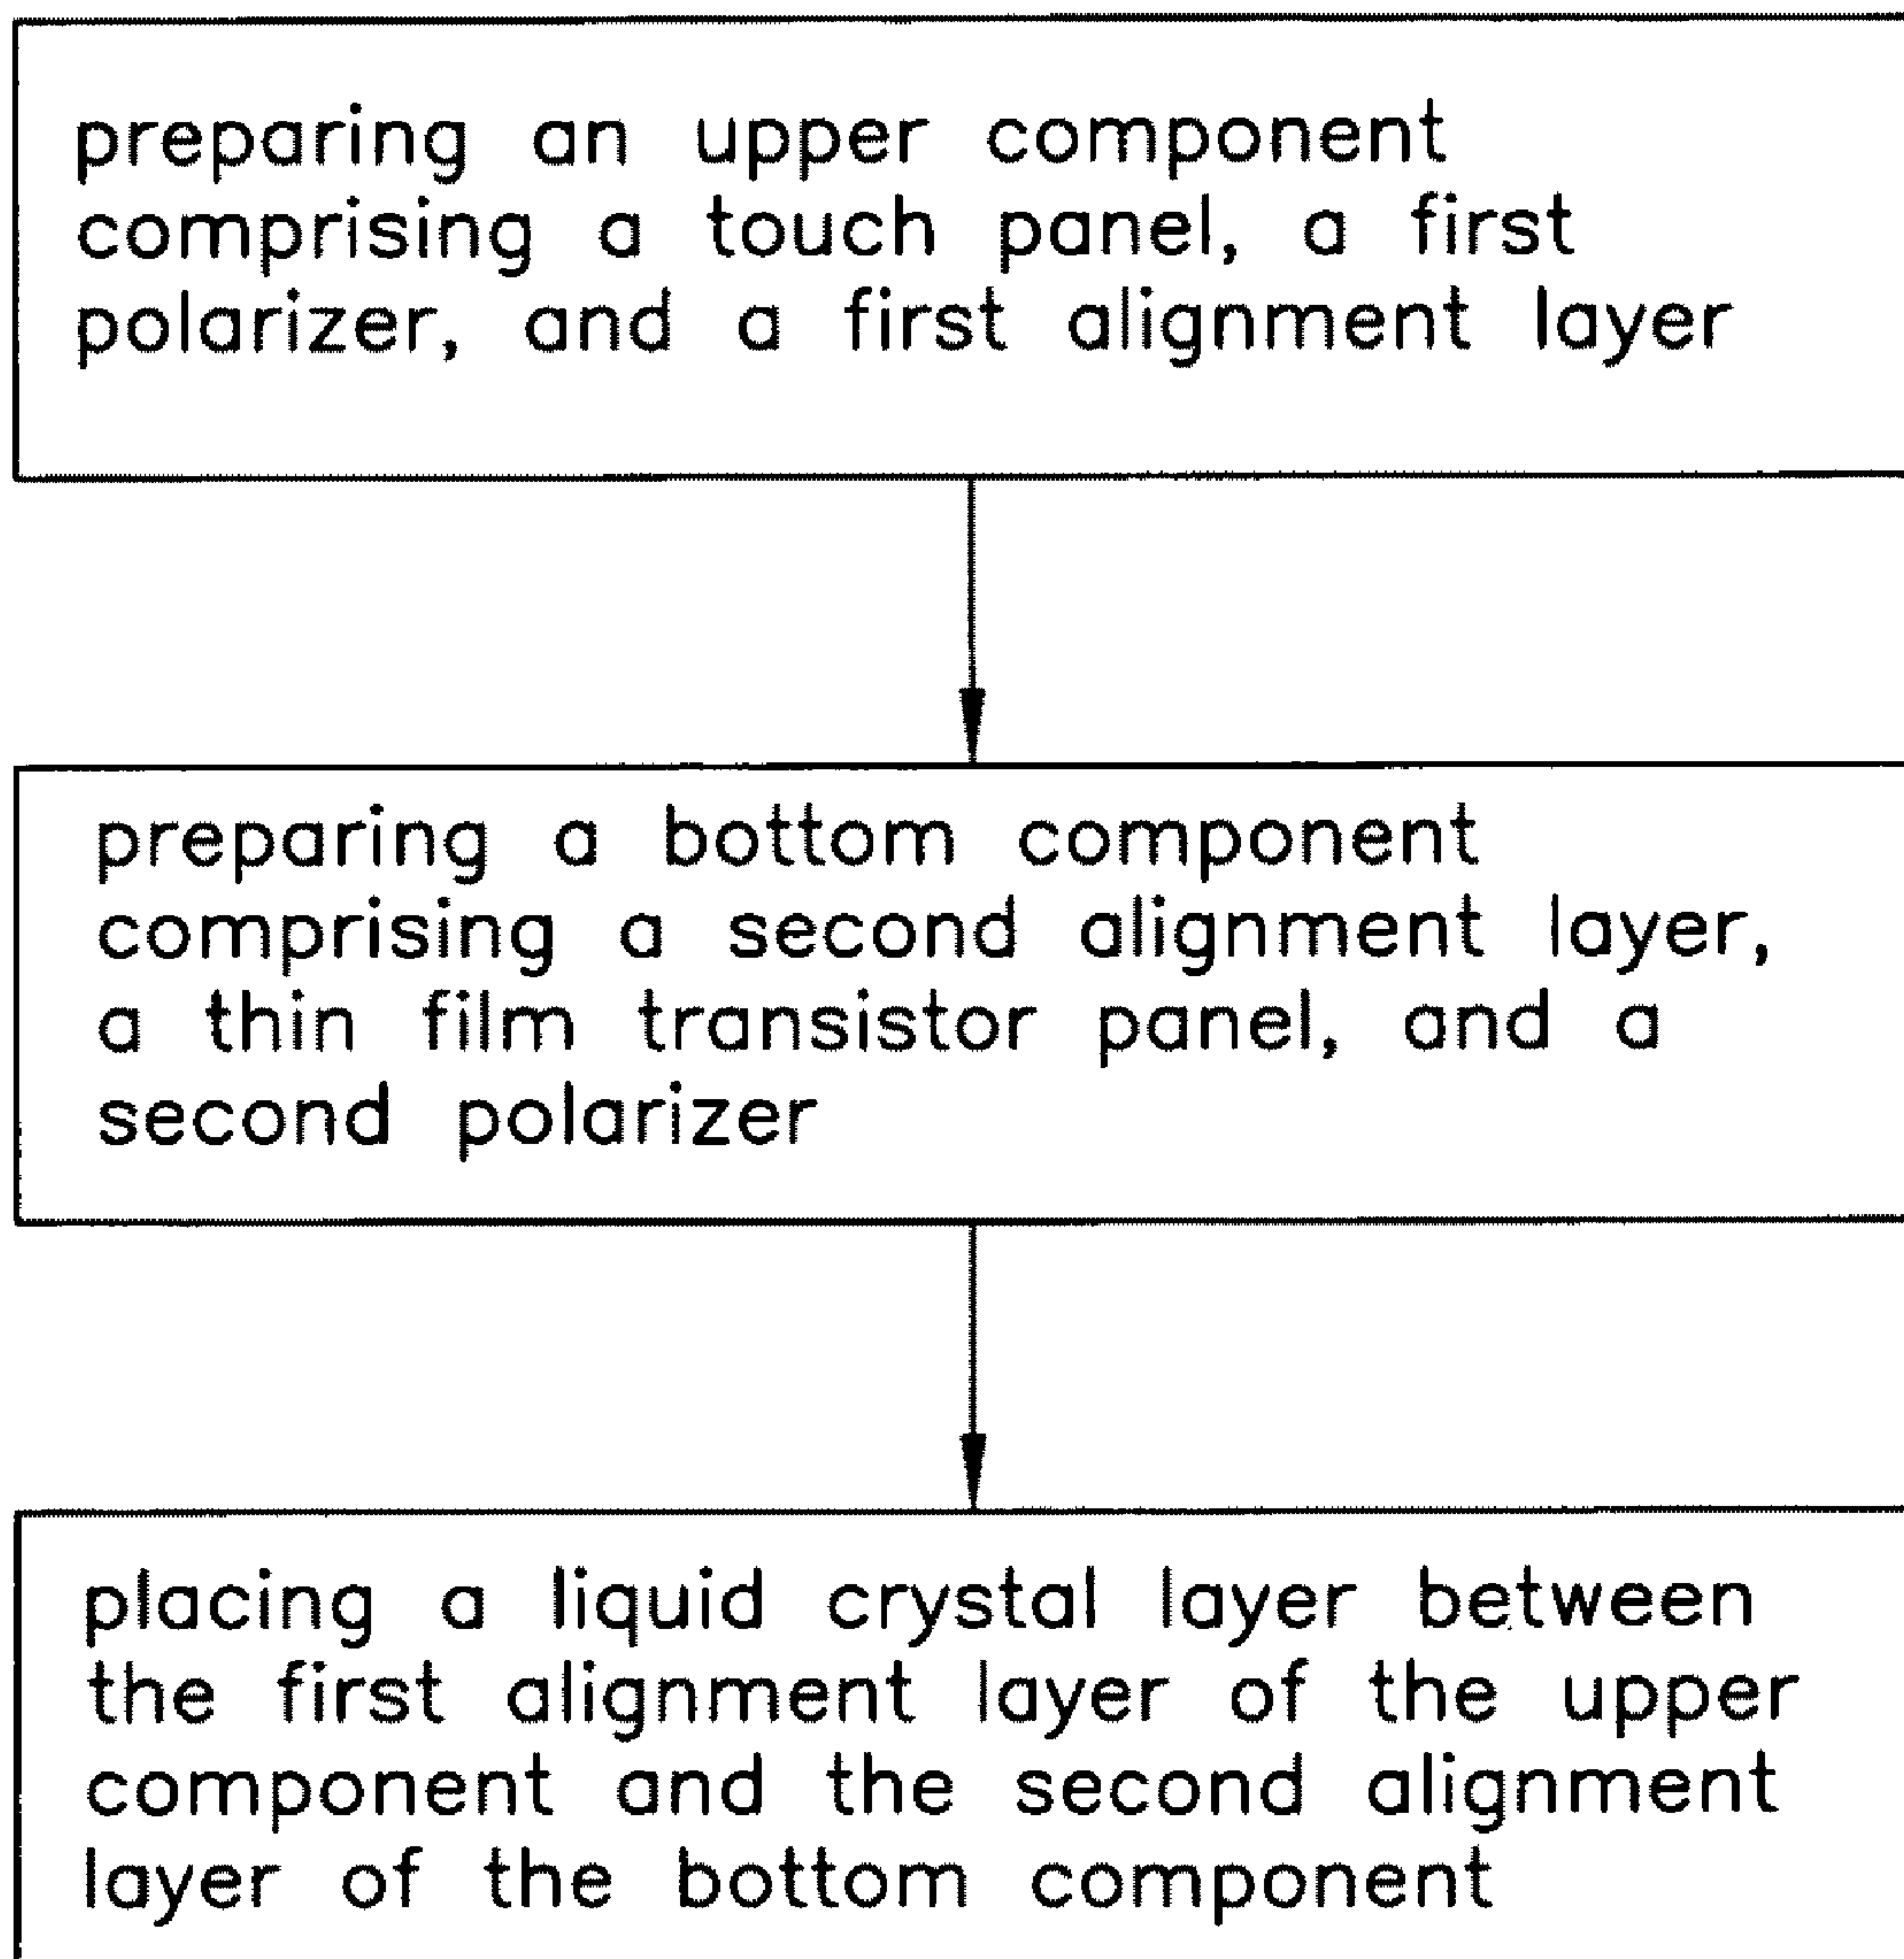 preparing an upper component
comprising a touch panel, a first
polarizer, and a first alignment layer
preparing a bottom component
comprising a second alignment layer,
a thin film transistor panel, and a
second polarizer
placing a liquid crystal layer between
the first alignment layer of the upper
component and the second alignment
layer of the bottom component